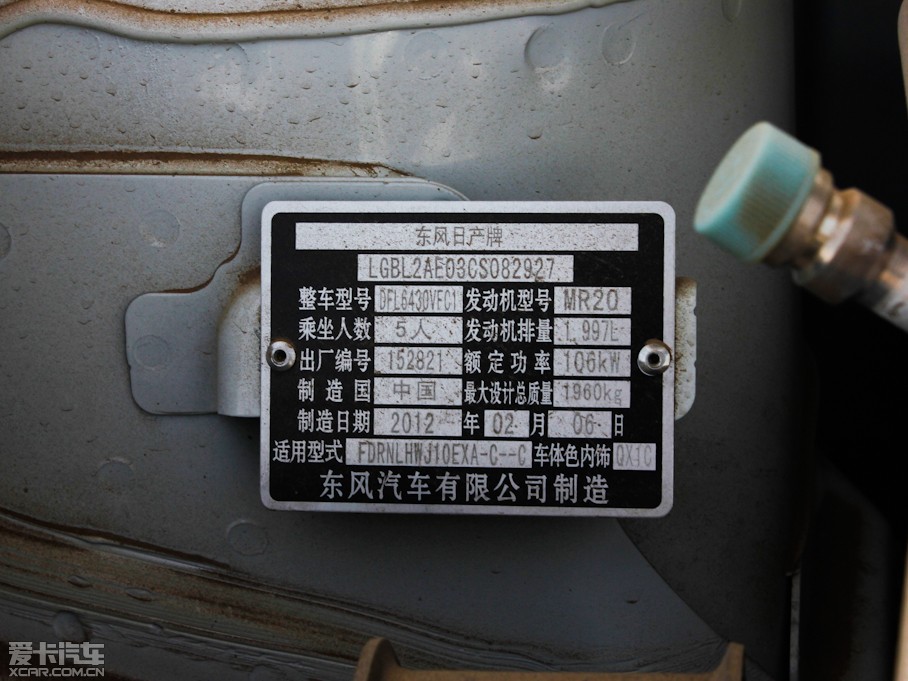 东风日产牌
LGBL2AE03CS082927
整车型号 DFL6430VFC1 发动机型号 MR20
乘坐人数 5人 发动机排量 1.997L
出厂编号 152821 额定功率 106kW
制造国 中国 最大设计总质量 1960kg
制造日期 2012 年 02 月 06 日
适用型式 FDRNLHWJ10EXA-C--C 车体色内饰 QX1C
东风汽车有限公司制造
爱卡汽车
XCAR.COM.CN